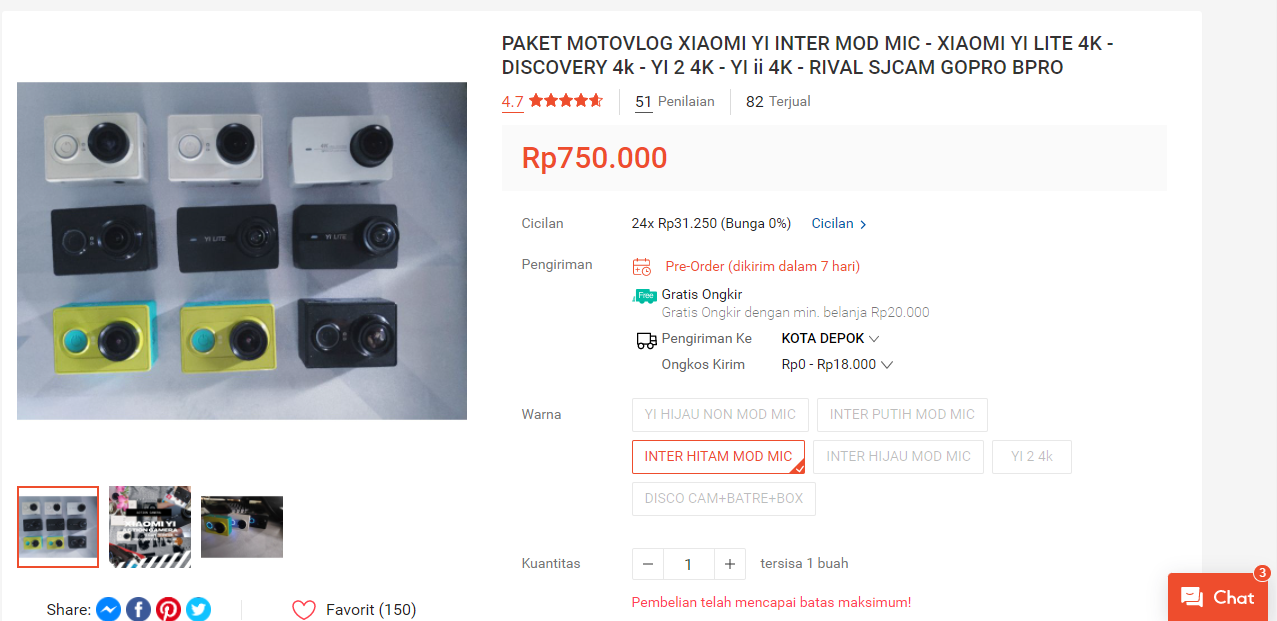 PAKET MOTOVLOG XIAOMI YI INTER MOD MIC - XIAOMI YI LITE 4K -
DISCOVERY 4k - YI 2 4K - YI ii 4K - RIVAL SJCAM GOPRO BPRO
4.7
51 Penilaian
82 Terjual
Rp750.000
Cicilan
24x Rp31.250 (Bunga 0%)
Cicilan
Pengiriman
Pre-Order (dikirim dalam 7 hari)
Free
Gratis Ongkir
Gratis Ongkir dengan min. belanja Rp20.000
Pengiriman Ke
KOTA DEPOK
Ongkos Kirim
Rp0 - Rp18.000
Warna
YI HIJAU NON MOD MIC
INTER PUTIH MOD MIC
INTER HITAM MOD MIC
INTER HIJAU MOD MIC
YI 2 4k
DISCO CAM+BATRE+BOX
Kuantitas
1
tersisa 1 buah
Pembelian telah mencapai batas maksimum!
YI LITE
YI LITE
XIAOMI YI
ACTION CAMERA
Share:
Favorit (150)
3
Chat